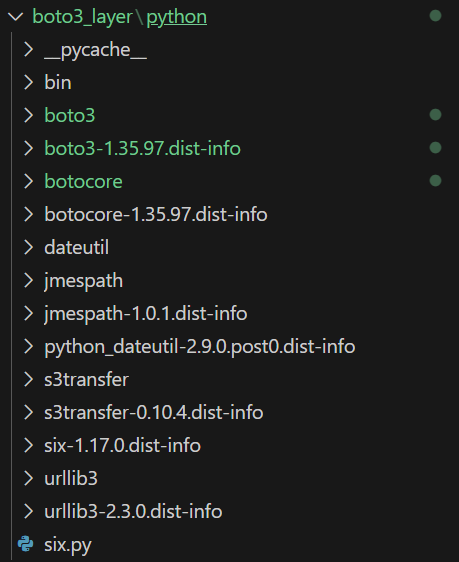 boto3_layer\python
__pycache__
bin
boto3
boto3-1.35.97.dist-info
botocore
botocore-1.35.97.dist-info
dateutil
jmespath
jmespath-1.0.1.dist-info
python_dateutil-2.9.0.post0.dist-info
s3transfer
s3transfer-0.10.4.dist-info
six-1.17.0.dist-info
urllib3
urllib3-2.3.0.dist-info
six.py